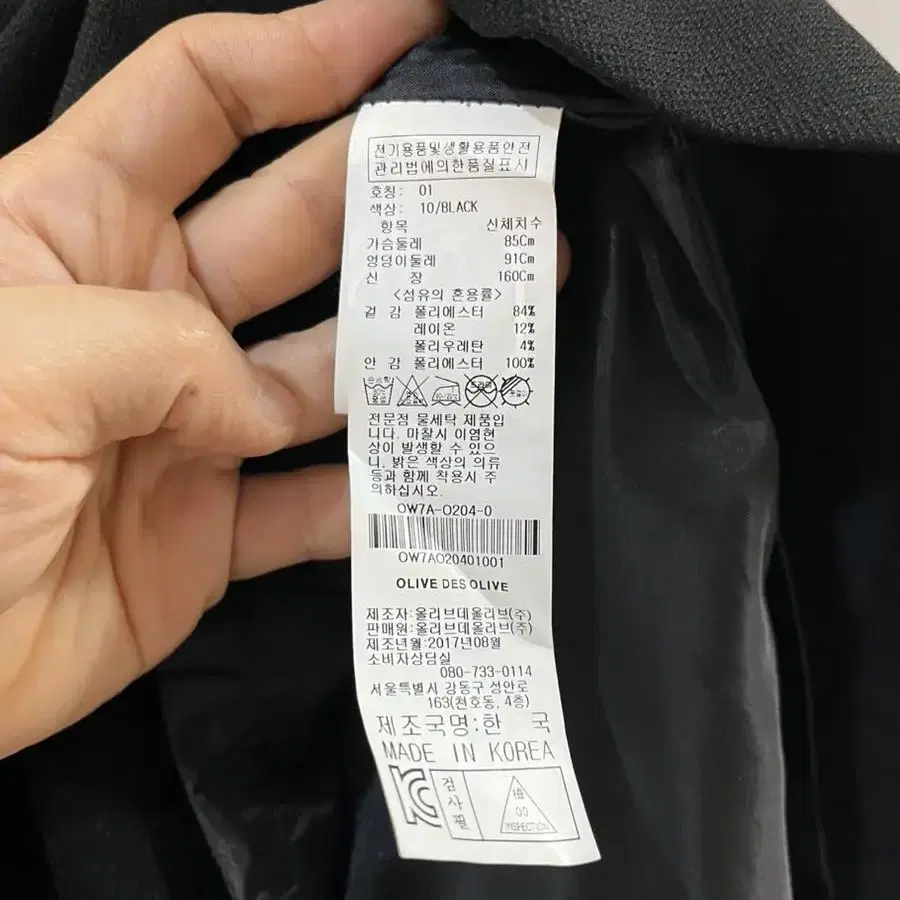 전기용품및생활용품안전
관리법에의한품질표시
호칭: 01
색상: 10/BLACK
항목 신체치수
가슴둘레 85Cm
엉덩이둘레 91Cm
신 장 160Cm
<섬유의 혼용률>
겉 감 폴리에스터 84%
레이온 12%
폴리우레탄 4%
안 감 폴리에스터 100%
전문점 물세탁 제품입
니다. 마찰시 이염현
상이 발생할 수 있으
니, 밝은 색상의 의류
등과 함께 착용시 주
의하십시오.
OW7A-O204-0
OW7AO20401001
OLIVE DES OLIVE
제조자:올리브데올리브(주)
판매원:올리브데올리브(주)
제조년월:2017년08월
소비자상담실
080-733-0114
서울특별시 강동구 성안로
163(천호동, 4층)
제조국명:한 국
MADE IN KOREA
검사필
00
INSPECTION